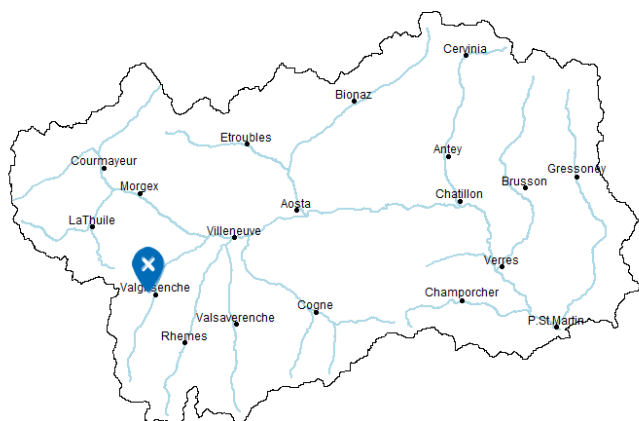 Cervinia
Bionaz
Etroubles
Antey
Courmayeur
Gressoney
Morgex
Brusson
Chatillon
Aosta
LaThuile
Villeneuve
Verres
Valgrisenche
Champorcher
Cogne
Valsaverenche
P.St.Martin
Rhemes